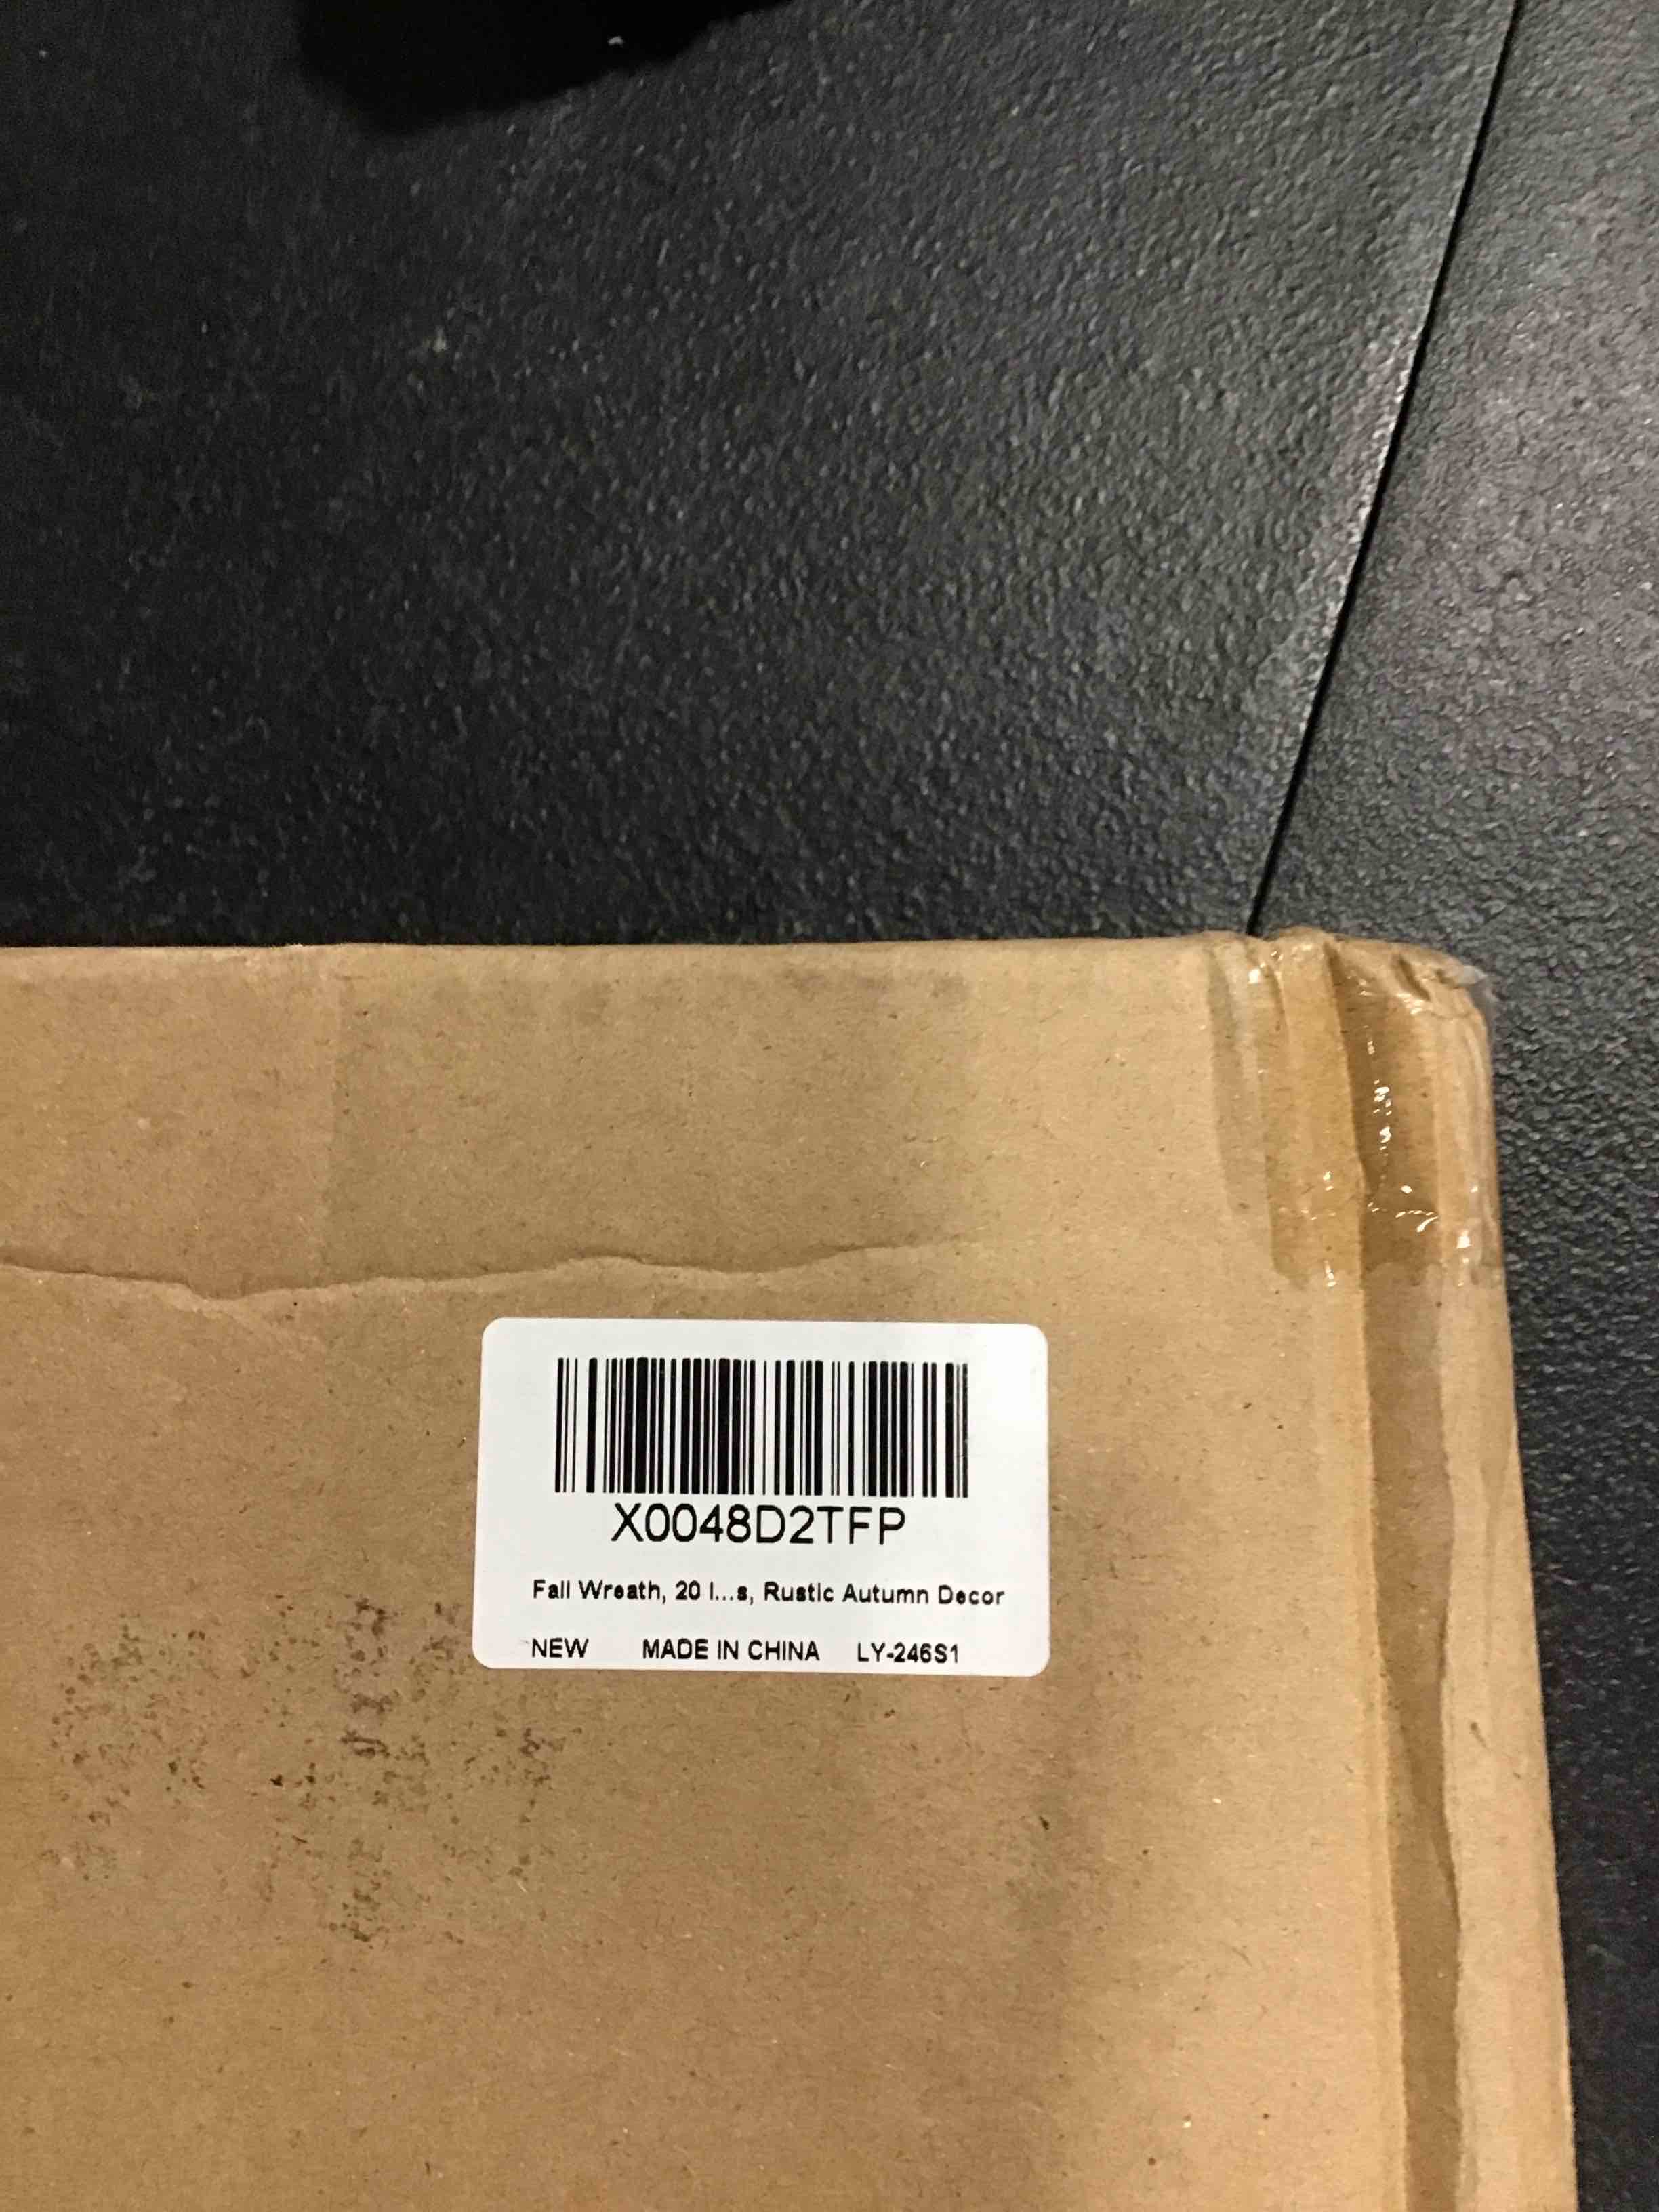 X0048D2TFP
Fall Wreath, 20 I...s, Rustic Autumn Decor
NEW MADE IN CHINA LY-246S1